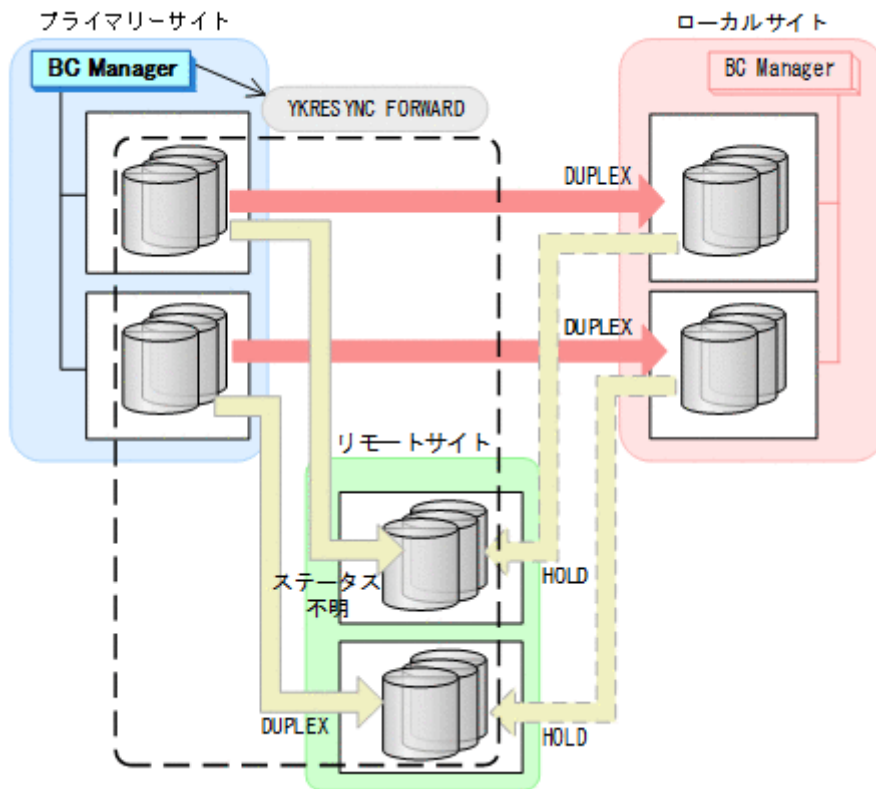 プライマリーサイト
ローカルサイト
BC Manager
BC Manager
YKRESYNC FORWARD
DUPLEX
DUPLEX
リモートサイト
ステータス
不明
HOLD
DUPLEX
HOLD